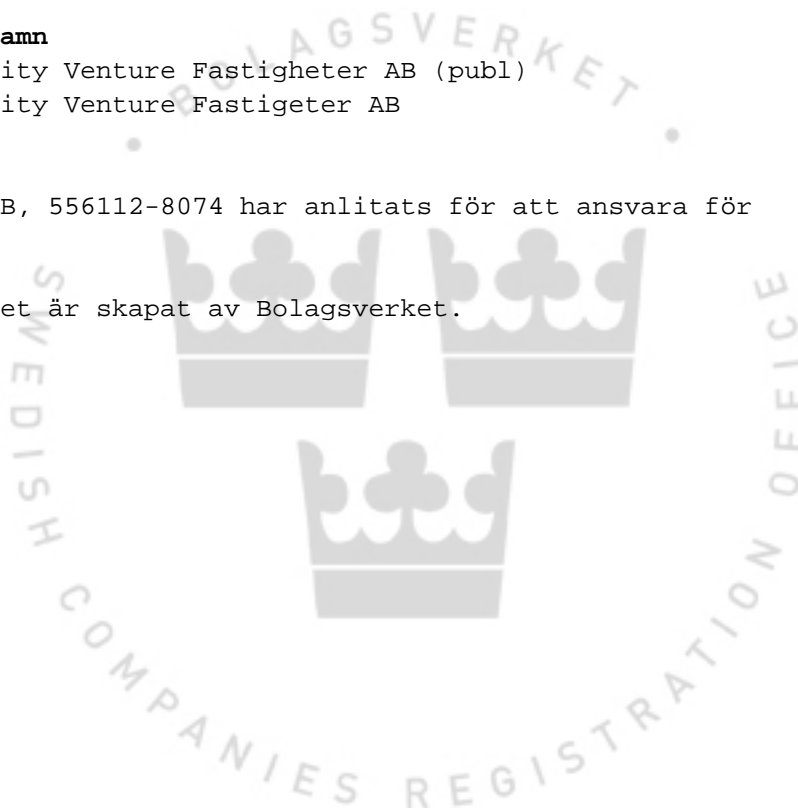 amn
ity Venture Fastigheter AB (publ)
ity Venture Fastigeter AB
B, 556112-8074 har anlitats för att ansvara för
et är skapat av Bolagsverket.
• BOLAGSVERKET •
SWEDISH COMPANIES REGISTRATION OFFICE